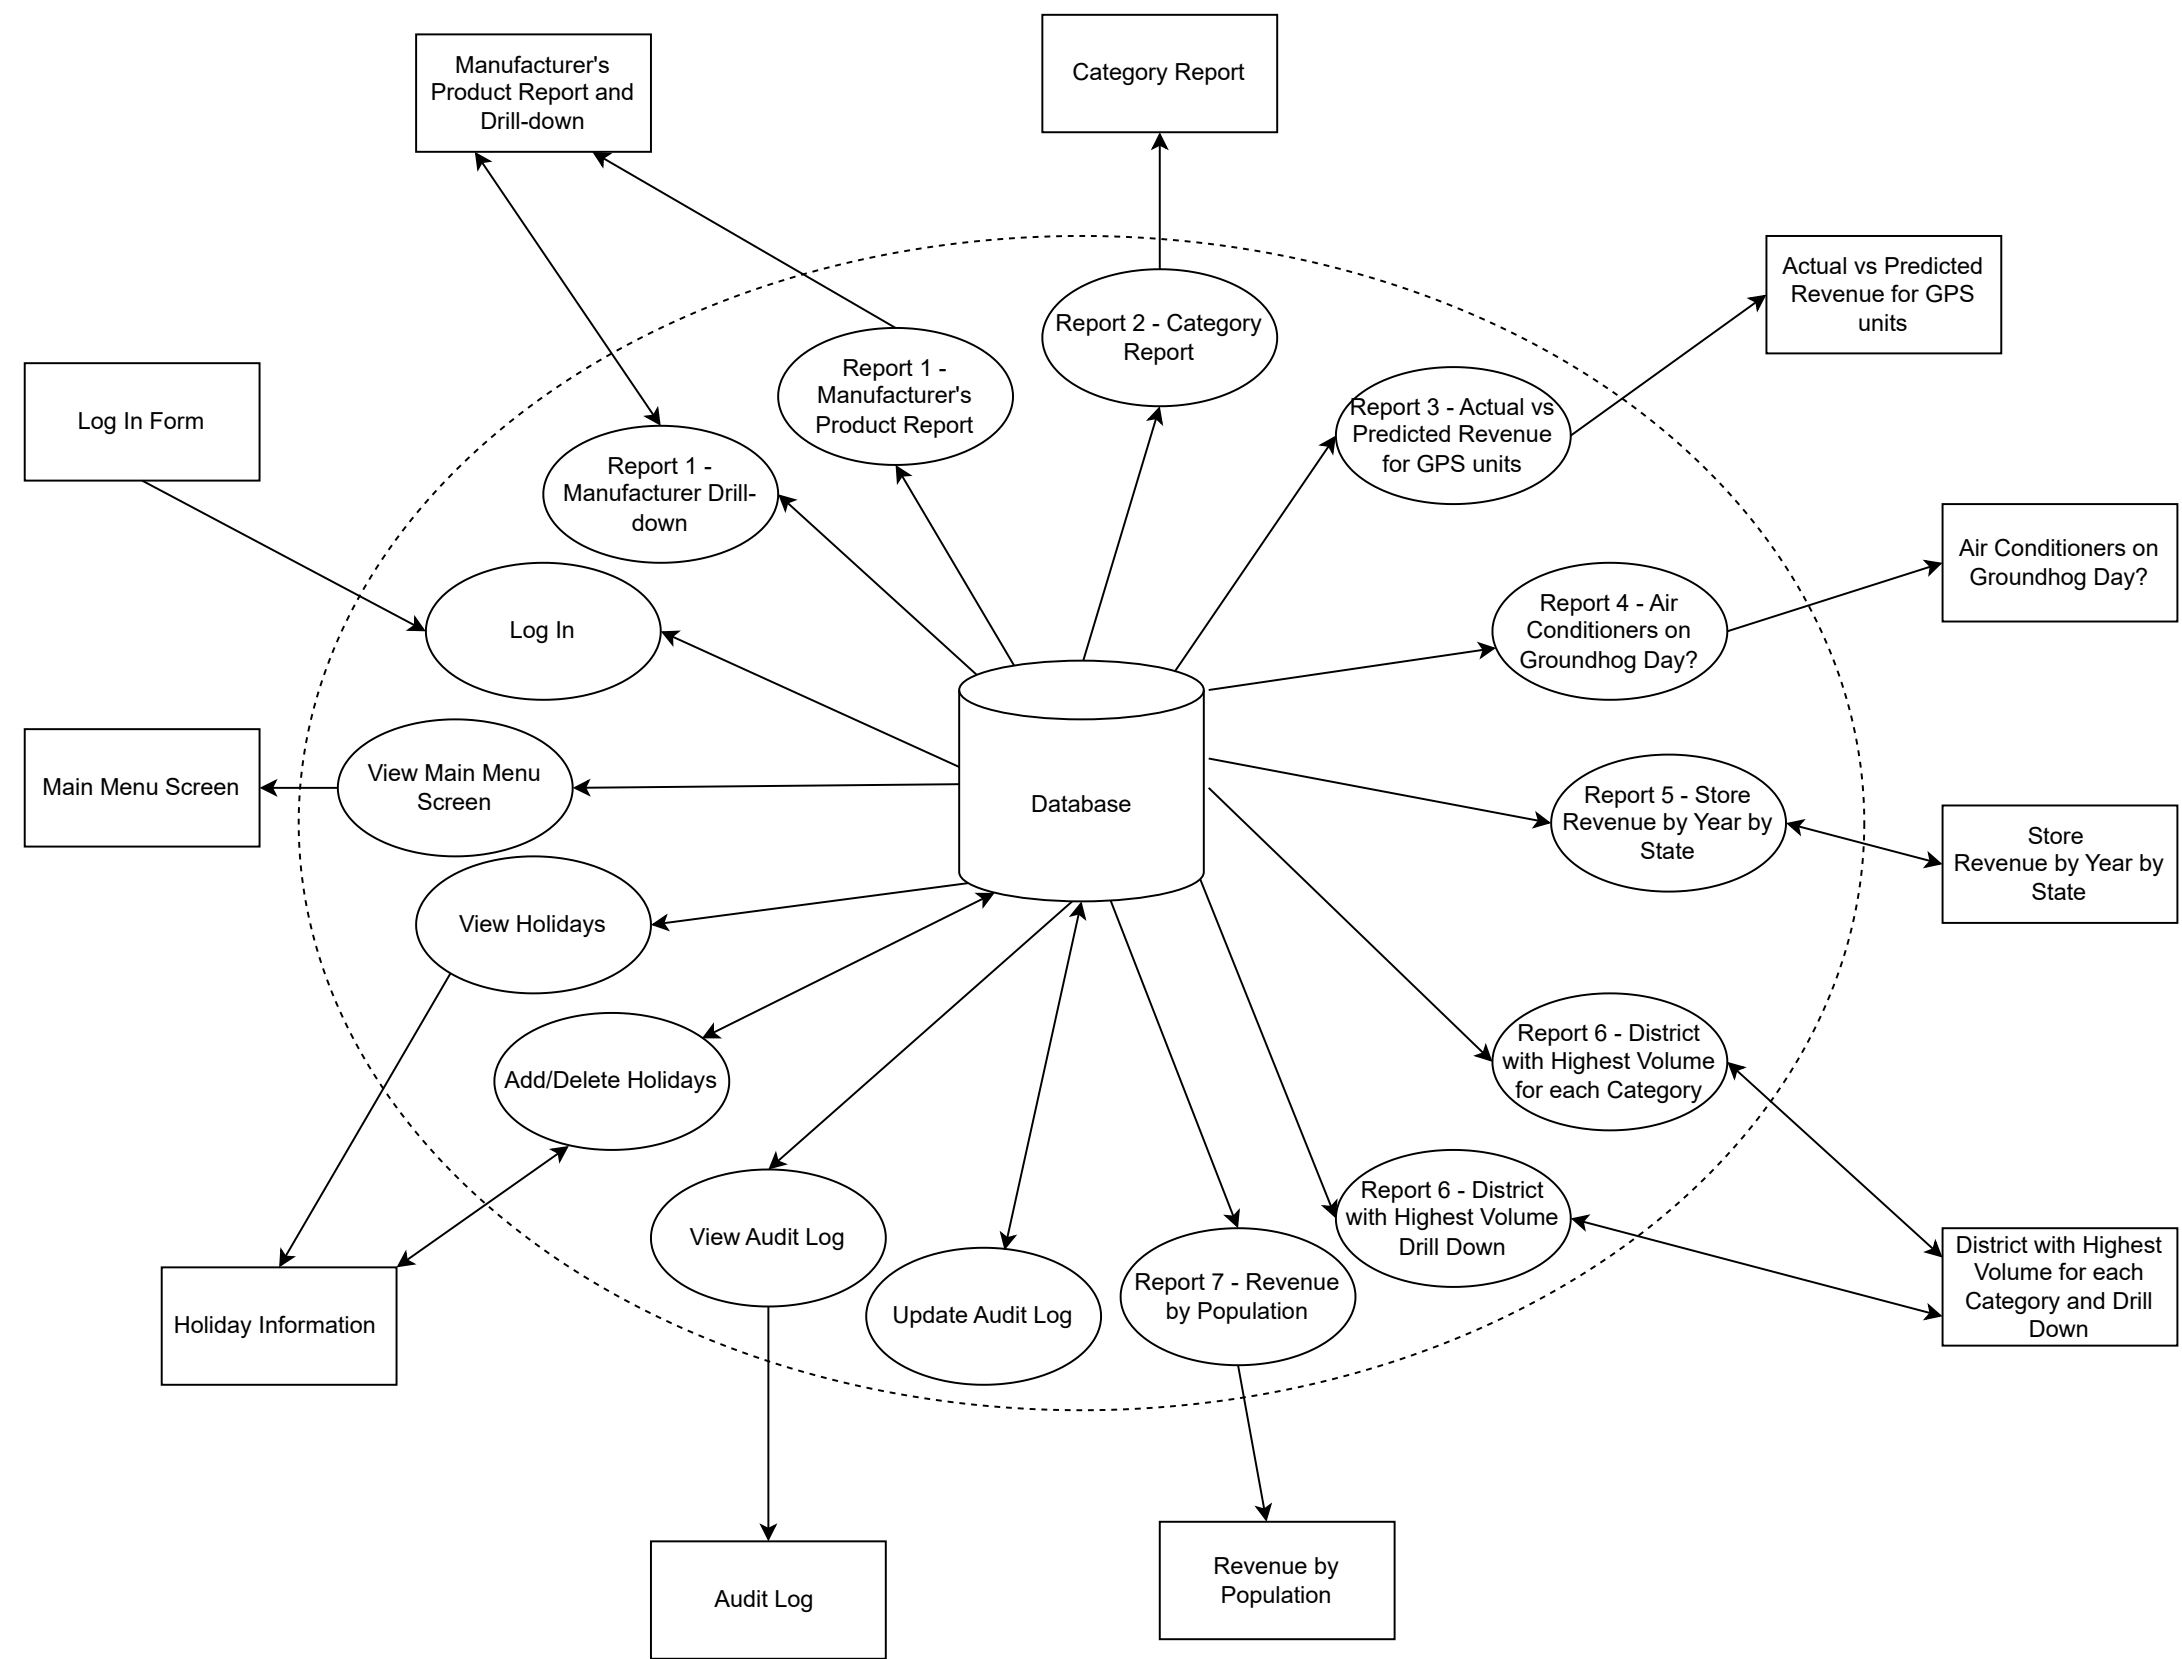 Manufacturer's
Product Report and
Drill-down
Category Report
Actual vs Predicted
Revenue for GPS
units
Report 2 - Category
Report
Report 1 -
Manufacturer's
Product Report
Report 3 - Actual vs
Predicted Revenue
for GPS units
Log In Form
Report 1 -
Manufacturer Drill-
down
Air Conditioners on
Groundhog Day?
Log In
Report 4 - Air
Conditioners on
Groundhog Day?
Main Menu Screen
View Main Menu
Screen
Database
Report 5 - Store
Revenue by Year by
State
Store
Revenue by Year by
State
View Holidays
Add/Delete Holidays
Report 6 - District
with Highest Volume
for each Category
View Audit Log
Report 6 - District
with Highest Volume
Drill Down
District with Highest
Volume for each
Category and Drill
Down
Holiday Information
Update Audit Log
Report 7 - Revenue
by Population
Audit Log
Revenue by
Population